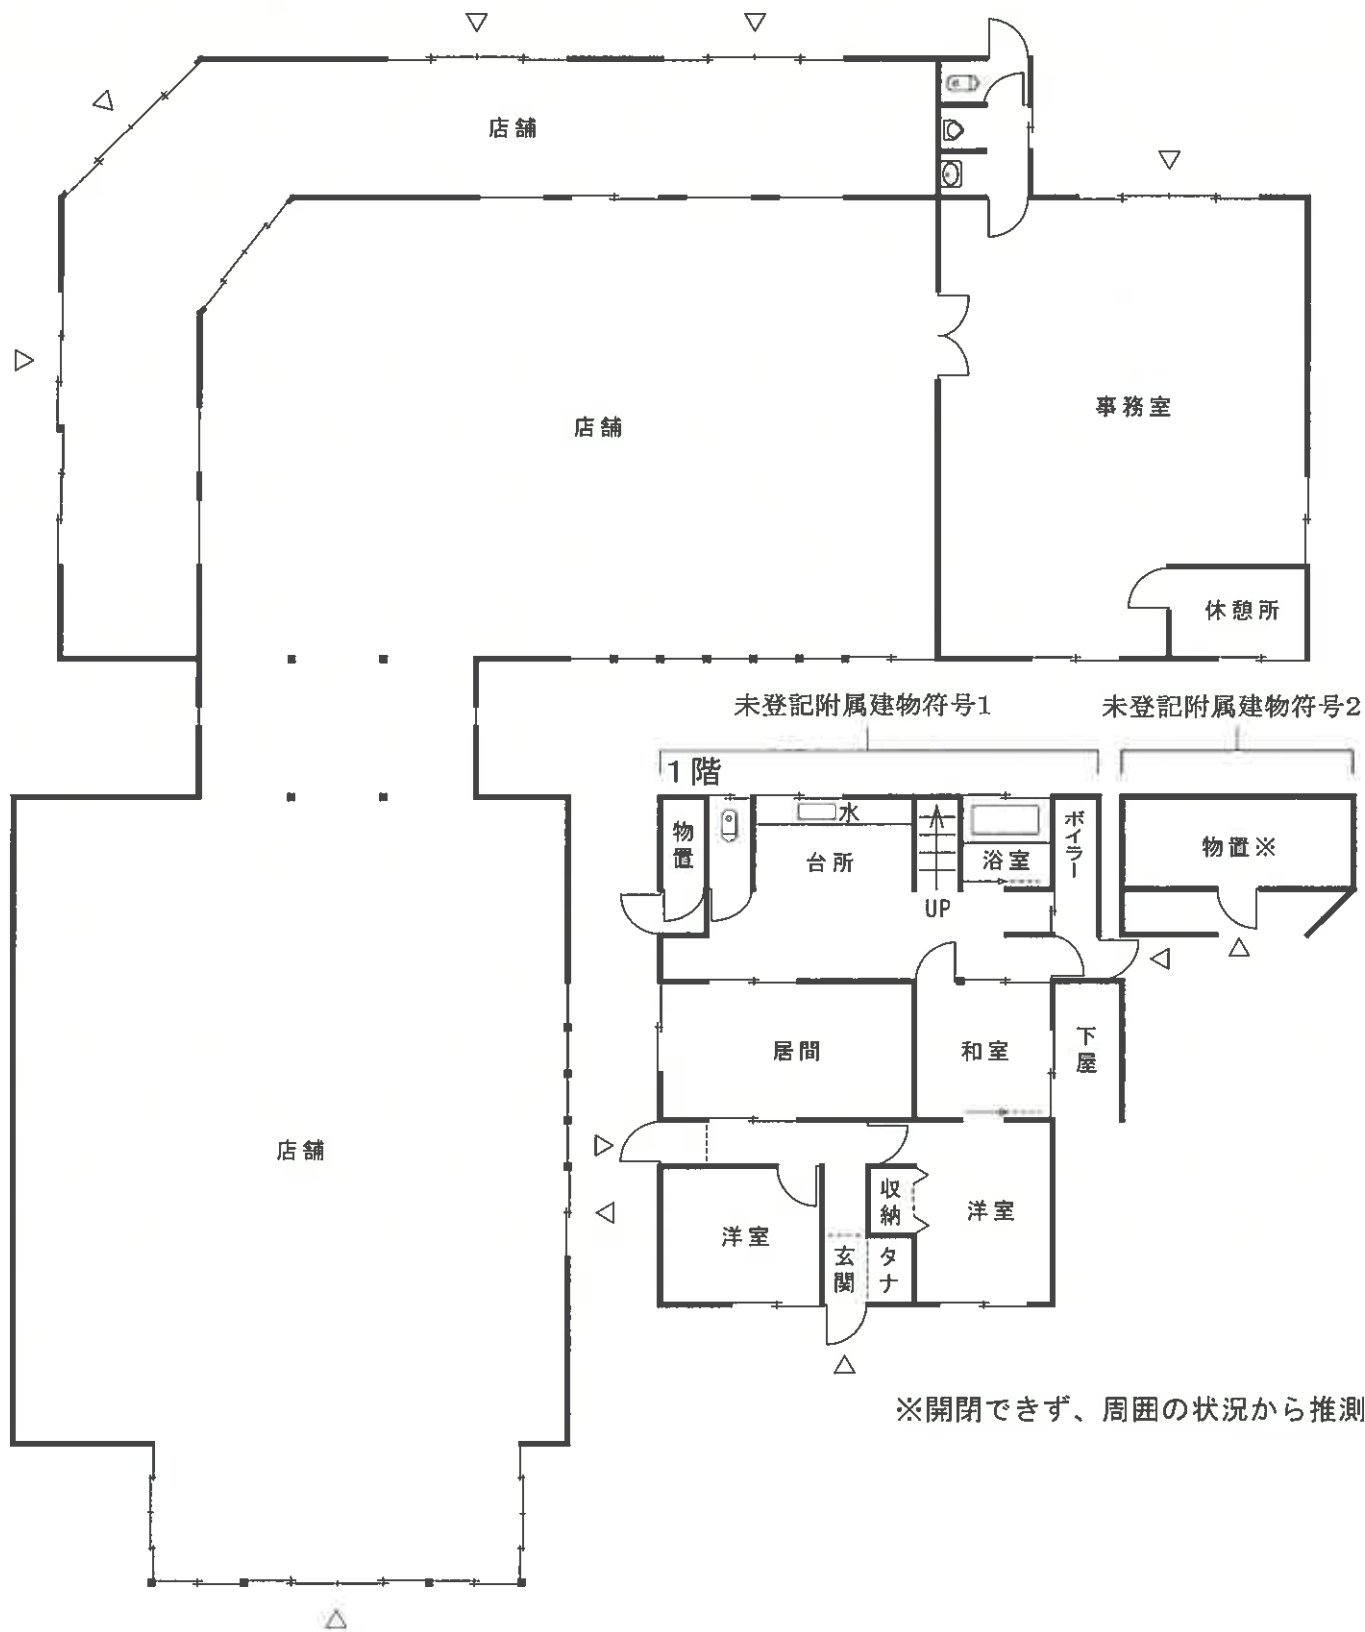 店舗
店舗
事務室
休憩所
未登記附属建物符号1
未登記附属建物符号2
1階
物置
水
台所
浴室
ボイラー
物置※
UP
居間
和室
下屋
店舗
収納
洋室
洋室
玄関
タナ
※開閉できず、周囲の状況から推測